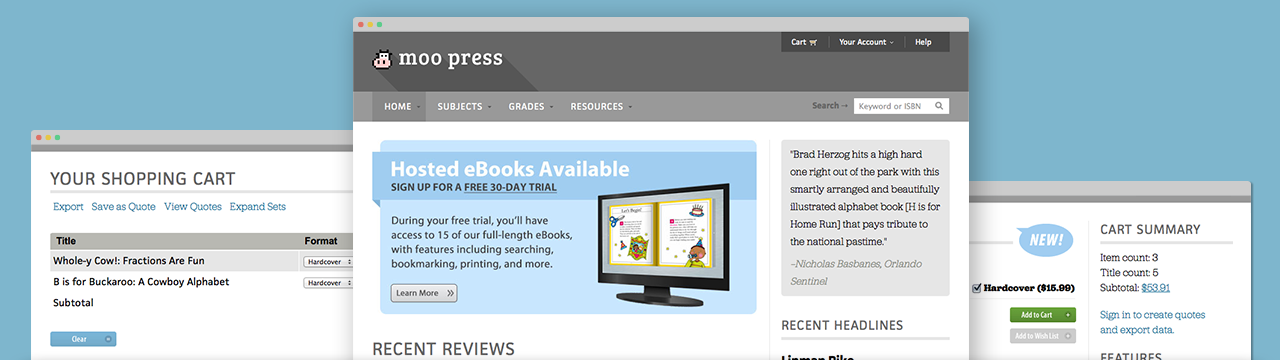 moo press
Cart
Your Account
Help
HOME
SUBJECTS
GRADES
RESOURCES
Search →
Keyword or ISBN
YOUR SHOPPING CART
Export
Save as Quote
View Quotes
Expand Sets
Title
Format
Whole-y Cow!: Fractions Are Fun
Hardcover
B is for Buckaroo: A Cowboy Alphabet
Hardcover
Subtotal
Clear
Hosted eBooks Available
SIGN UP FOR A FREE 30-DAY TRIAL
During your free trial, you'll have
access to 15 of our full-length eBooks,
with features including searching,
bookmarking, printing, and more.
Learn More
Let's Begin!
RECENT REVIEWS
"Brad Herzog hits a high hard
one right out of the park with this
smartly arranged and beautifully
illustrated alphabet book [H is for
Home Run] that pays tribute to
the national pastime."
–Nicholas Basbanes, Orlando
Sentinel
RECENT HEADLINES
NEW!
Hardcover ($15.99)
Add to Cart
Add to Wish List
CART SUMMARY
Item count: 3
Title count: 5
Subtotal: $53.91
Sign in to create quotes
and export data.